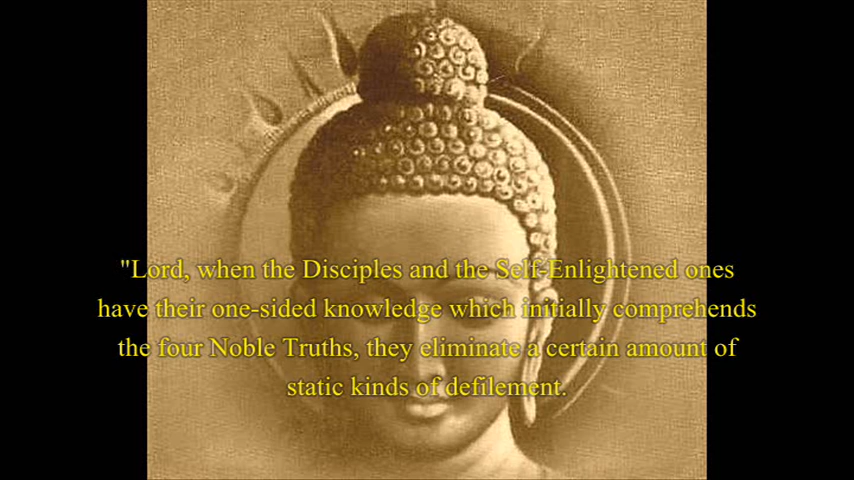 "Lord, when the Disciples and the Self-Enlightened ones
have their one-sided knowledge which initially comprehends
the four Noble Truths, they eliminate a certain amount of
static kinds of defilement.